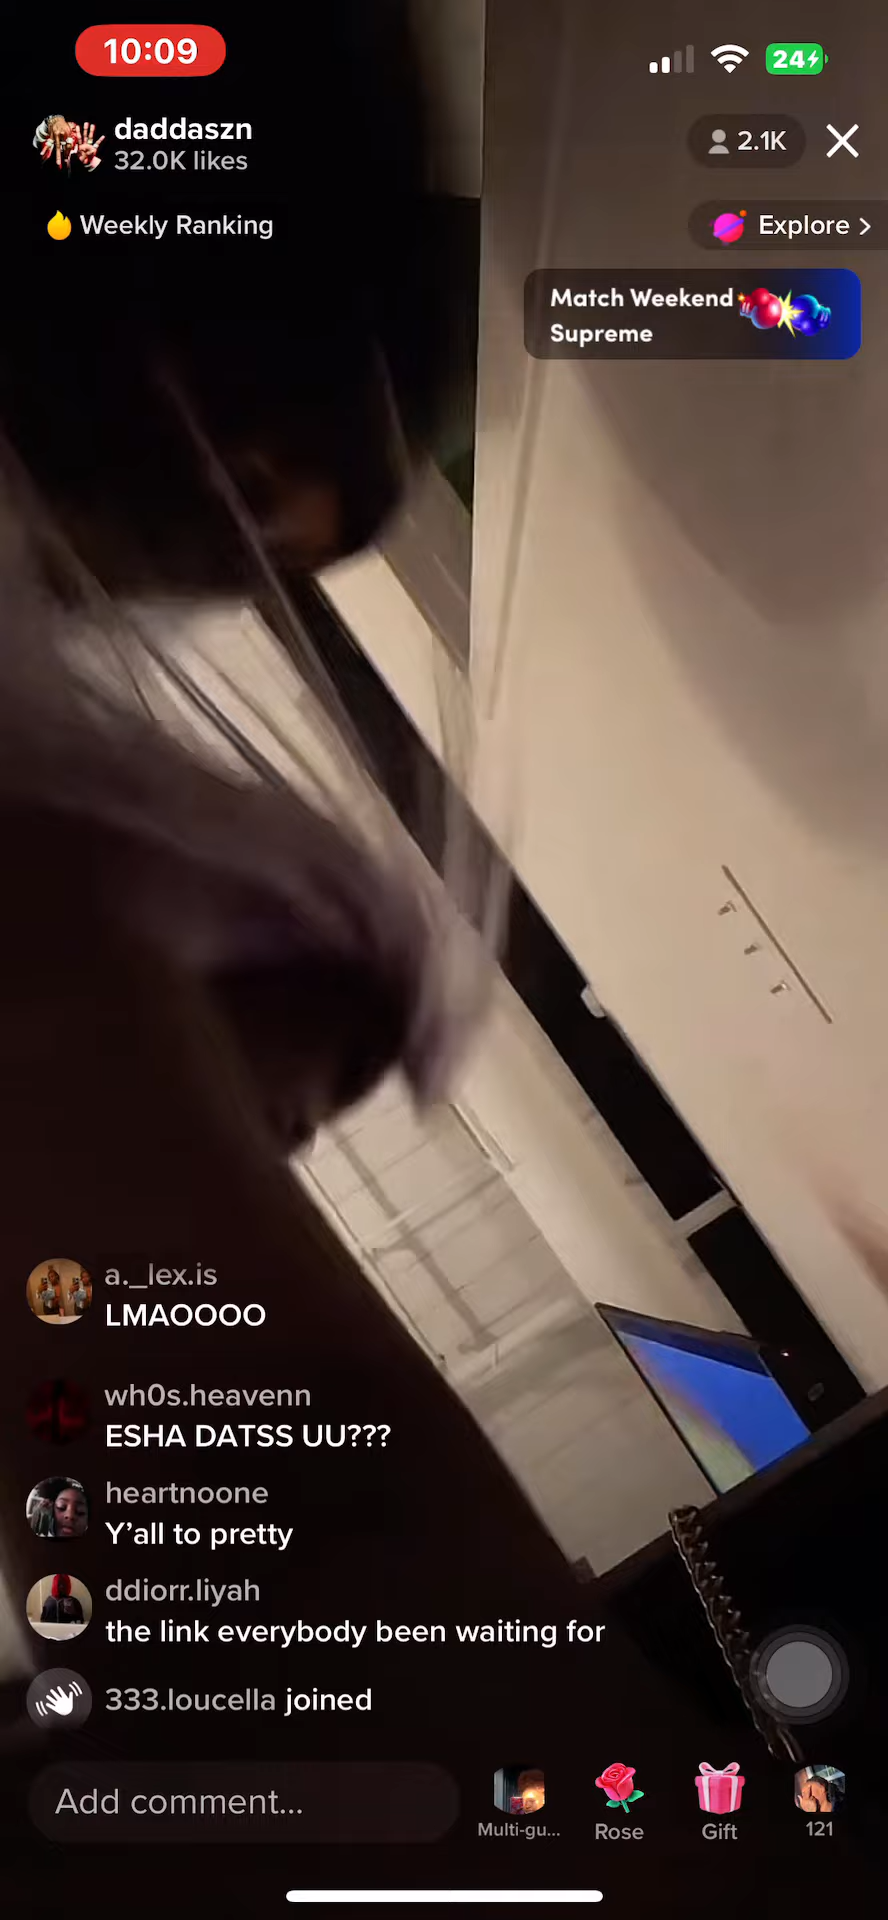 10:09
24
daddaszn
32.0K likes
2.1K
Weekly Ranking
Explore >
Match Weekend
Supreme
a._lex.is
LMAOOOO
wh0s.heavenn
ESHA DATSS UU???
heartnoone
Y’all to pretty
ddiorr.liyah
the link everybody been waiting for
333.loucella joined
Add comment...
Multi-gu...
Rose
Gift
121